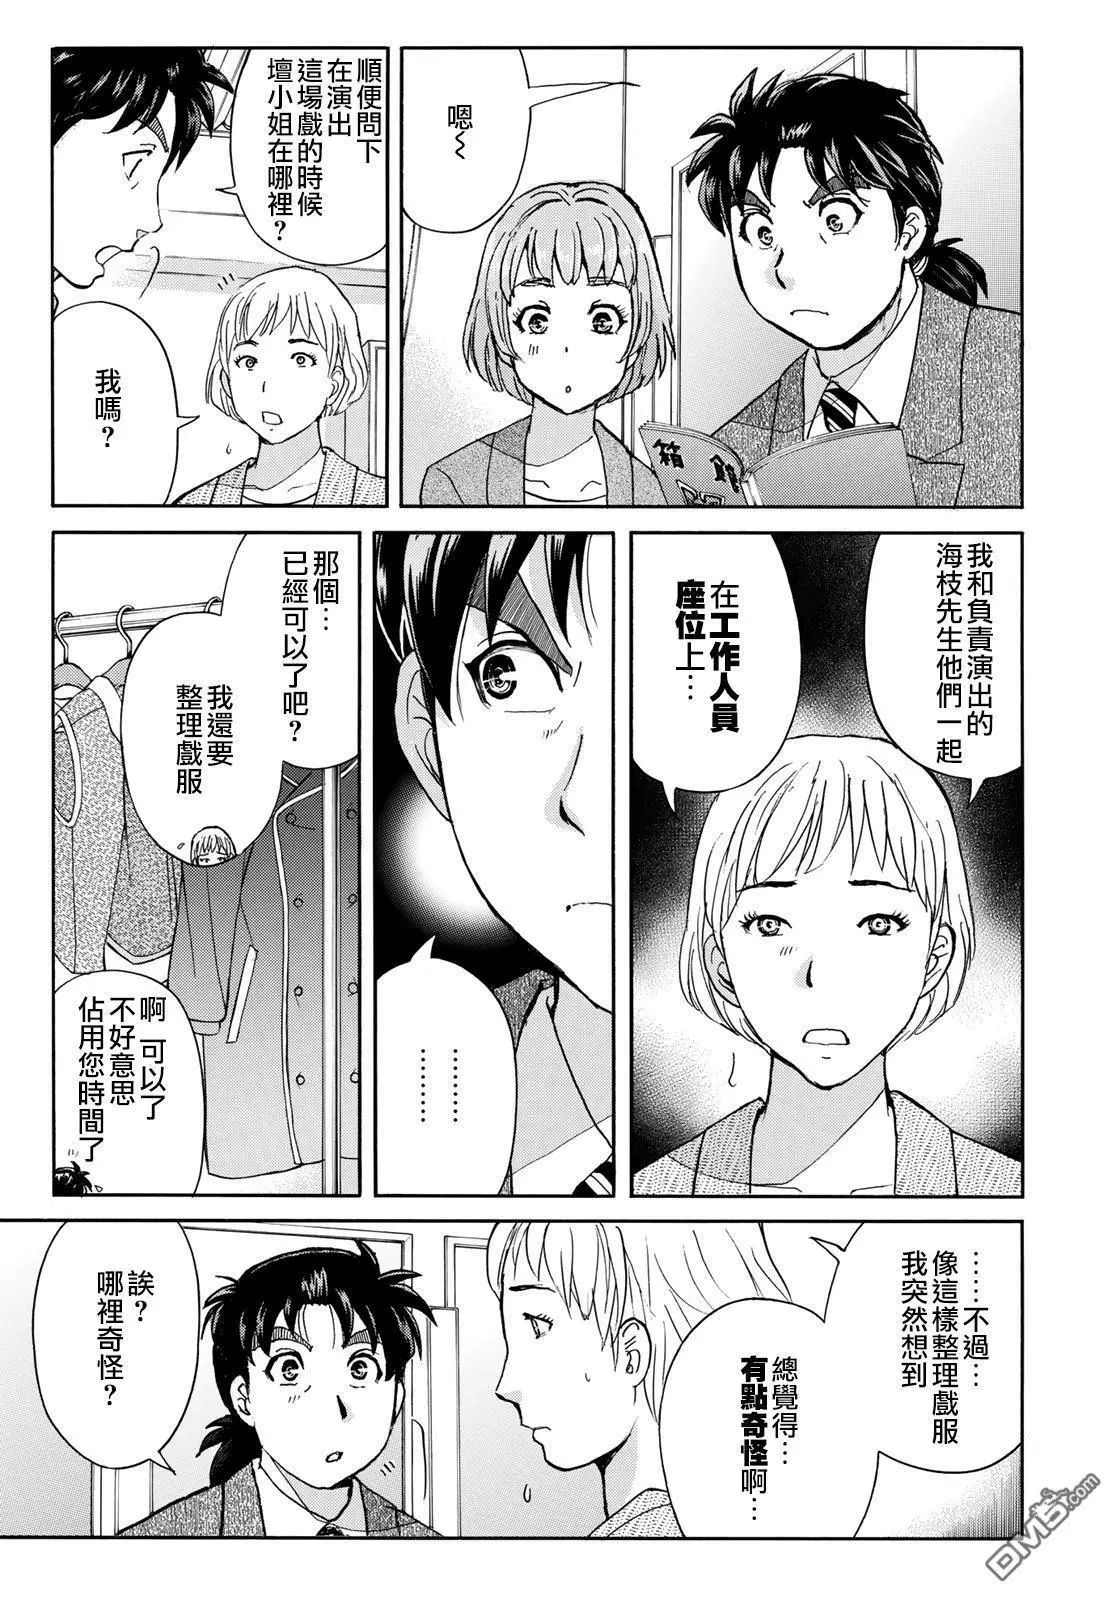 嗯~
箱館
順便問下
在演出
這場戲的時候
壇小姐在哪裡？
我嗎？
我和負責演出的
海枝先生他們一起
在工作人員
座位上…
………
………
那個…
已經可以了吧？
我還要
整理戲服
啊 可以了
不好意思
佔用您時間了
……不過…
像這樣整理戲服
我突然想到
總覺得…
有點奇怪啊…
誒？
哪裡奇怪？
DM5.com